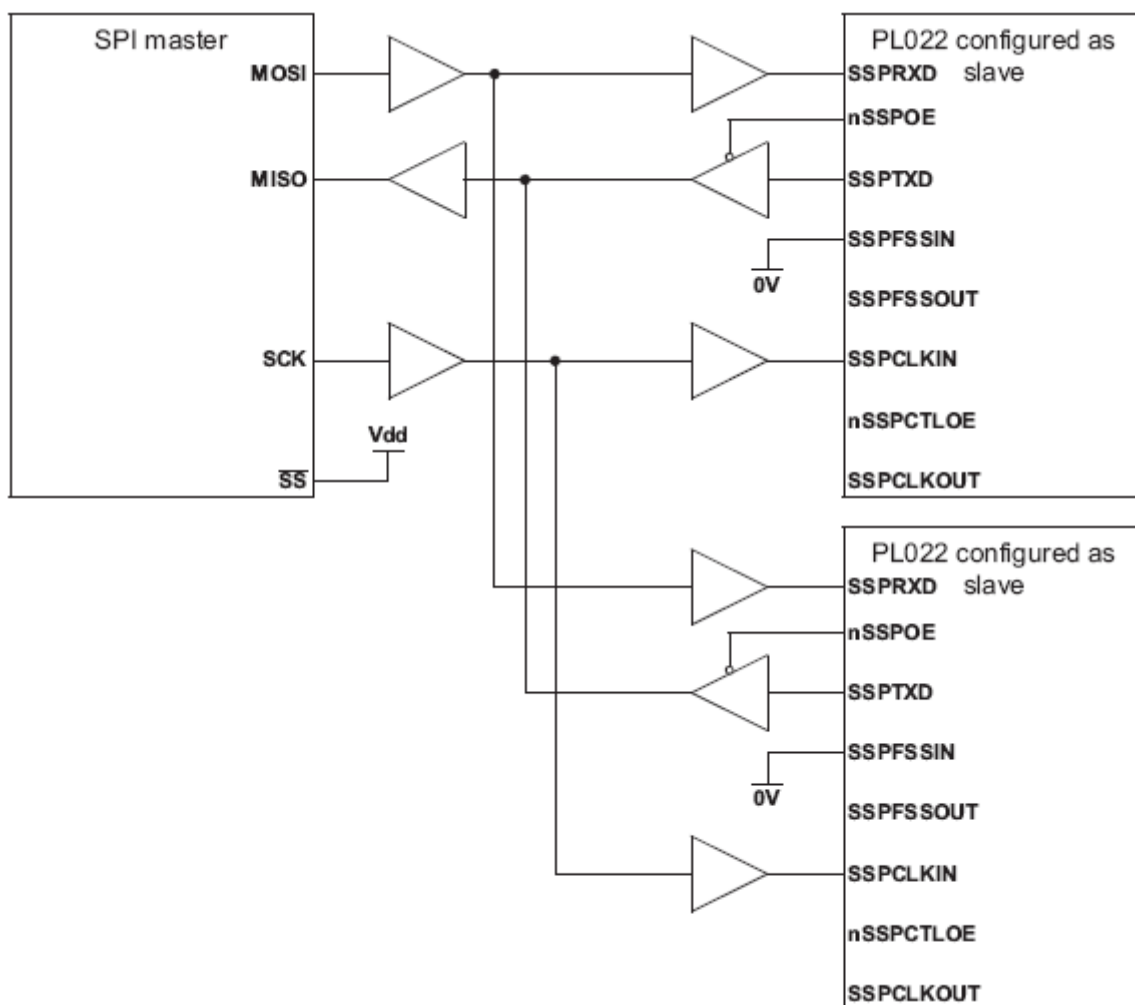 SPI master
MOSI
MISO
SCK
Vdd
SS
PL022 configured as
SSPRXD slave
nSSPOE
SSPTXD
SSPFSSIN
0V
SSPFSSOUT
SSPCLKIN
nSSPCTLOE
SSPCLKOUT
PL022 configured as
SSPRXD slave
nSSPOE
SSPTXD
SSPFSSIN
0V
SSPFSSOUT
SSPCLKIN
nSSPCTLOE
SSPCLKOUT